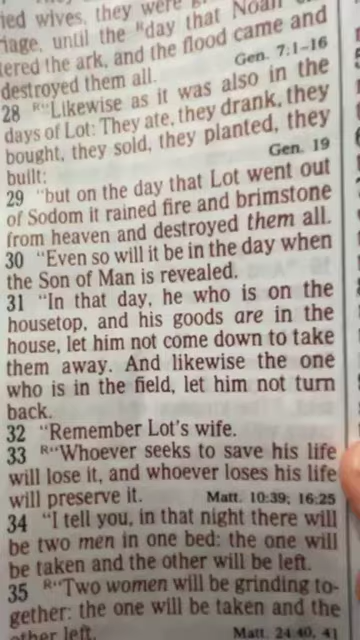 ied wives, they were
riage, until the ᴺday that Noah
tered the ark, and the flood came and
destroyed them all. Gen. 7:1–16
28 ᴿ“Likewise as it was also in the
days of Lot: They ate, they drank, they
bought, they sold, they planted, they
built: Gen. 19
29 “but on the day that Lot went out
of Sodom it rained fire and brimstone
from heaven and destroyed them all.
30 “Even so will it be in the day when
the Son of Man is revealed.
31 “In that day, he who is on the
housetop, and his goods are in the
house, let him not come down to take
them away. And likewise the one
who is in the field, let him not turn
back.
32 “Remember Lot’s wife.
33 ᴿ“Whoever seeks to save his life
will lose it, and whoever loses his life
will preserve it. Matt. 10:39; 16:25
34 “I tell you, in that night there will
be two men in one bed: the one will
be taken and the other will be left.
35 ᴿ“Two women will be grinding to-
gether: the one will be taken and the
other left. Matt. 24:40, 41